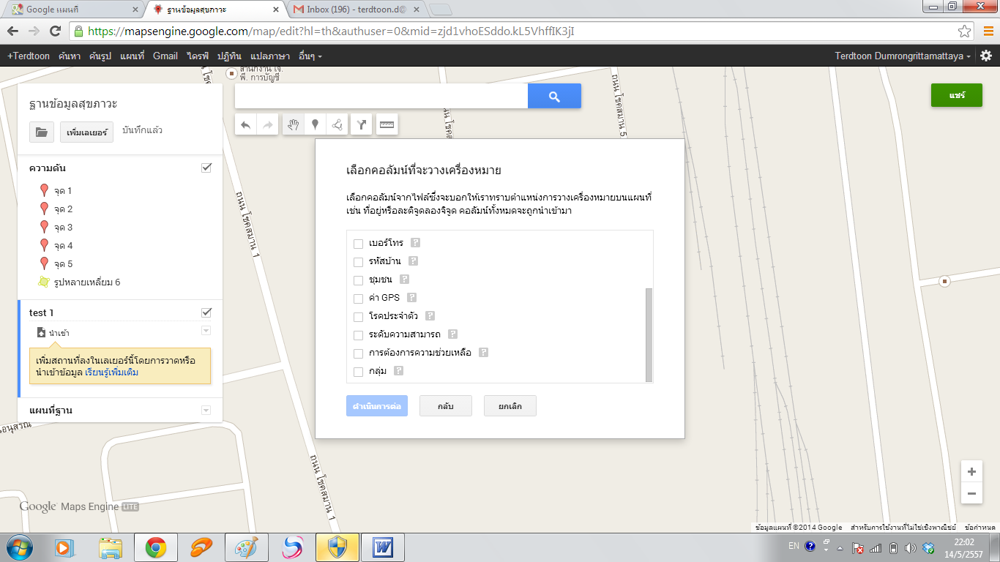 Google แผนที่
ฐานข้อมูลสุขภาวะ
Inbox (196) - terdtoon.d@
https://mapsengine.google.com/map/edit?hl=th&authuser=0&mid=zjd1vhoESddo.kL5VhffIK3jI
+Terdtoon ค้นหา ค้นรูป แผนที่ Gmail ไดรฟ์ ปฏิทิน แปลภาษา อื่นๆ
Terdtoon Dumrongrittamattaya
สำนักงาน เจ.
พี. การบัญชี
ฐานข้อมูลสุขภาวะ
เพิ่มเลเยอร์
บันทึกแล้ว
แชร์
ความดัน
จุด 1
จุด 2
จุด 3
จุด 4
จุด 5
รูปหลายเหลี่ยม 6
test 1
นำเข้า
เพิ่มสถานที่ลงในเลเยอร์นี้โดยการวาดหรือ
นำเข้าข้อมูล เรียนรู้เพิ่มเติม
แผนที่ฐาน
เลือกคอลัมน์ที่จะวางเครื่องหมาย
เลือกคอลัมน์จากไฟล์ซึ่งจะบอกให้เราทราบตำแหน่งการวางเครื่องหมายบนแผนที่
เช่น ที่อยู่หรือละติจูดลองจิจูด คอลัมน์ทั้งหมดจะถูกนำเข้ามา
เบอร์โทร ?
รหัสบ้าน ?
ชุมชน ?
ค่า GPS ?
โรคประจำตัว ?
ระดับความสามารถ ?
การต้องการความช่วยเหลือ ?
กลุ่ม ?
ดำเนินการต่อ
กลับ
ยกเลิก
ถนน โชคสมาน 1
ถนน โชคสมาน 5
ถนน โชคสมาน 1
Google Maps Engine LITE
ข้อมูลแผนที่ ©2014 Google สำหรับการใช้งานที่ไม่ใช่เชิงพาณิชย์ ข้อกำหนด
EN
22:02
14/5/2557